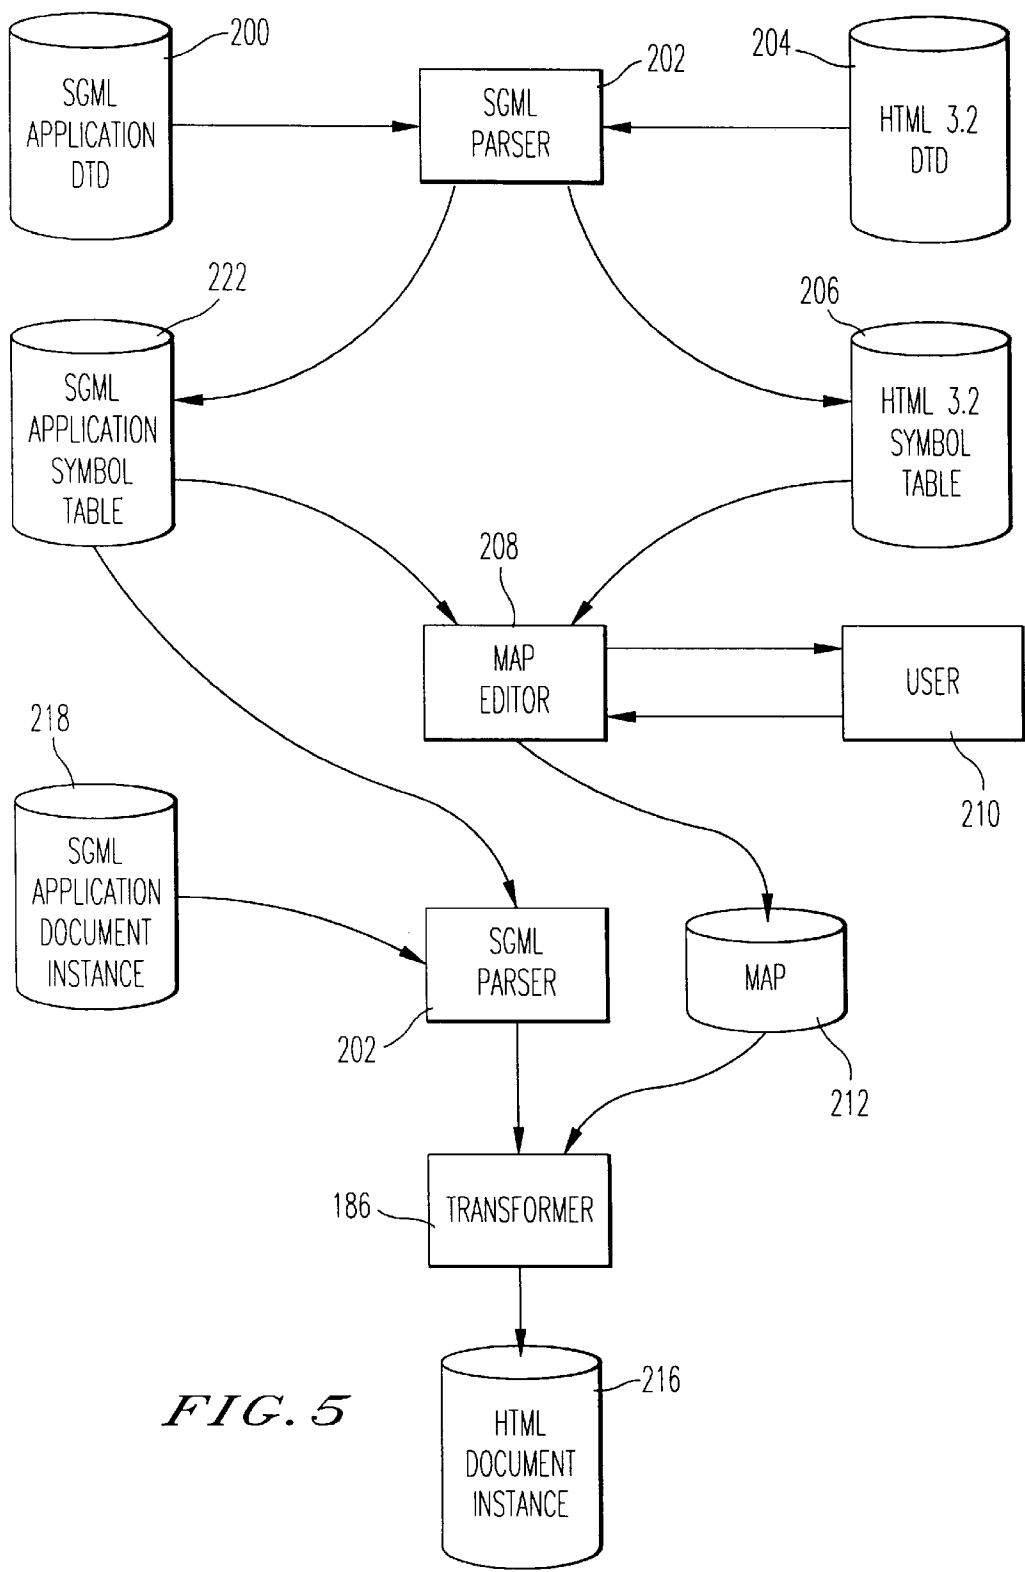 200
SGML
APPLICATION
DTD
202
SGML
PARSER
204
HTML 3.2
DTD
222
SGML
APPLICATION
SYMBOL
TABLE
206
HTML 3.2
SYMBOL
TABLE
208
MAP
EDITOR
USER
210
218
SGML
APPLICATION
DOCUMENT
INSTANCE
SGML
PARSER
202
MAP
212
186
TRANSFORMER
216
HTML
DOCUMENT
INSTANCE
FIG. 5